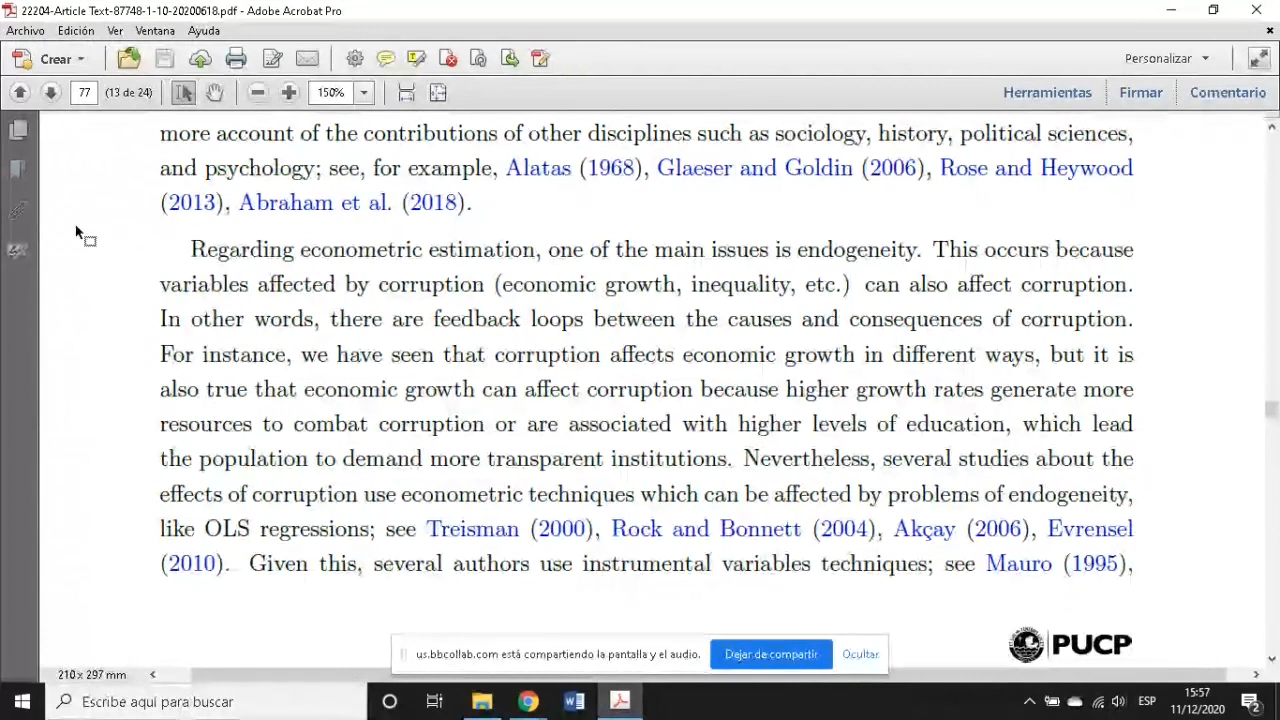 22204-Article Text-87748-1-10-20200618.pdf - Adobe Acrobat Pro
Archivo Edición Ver Ventana Ayuda
Crear Personalizar
77 (13 de 24) 150% Herramientas Firmar Comentario
more account of the contributions of other disciplines such as sociology, history, political sciences,
and psychology; see, for example, Alatas (1968), Glaeser and Goldin (2006), Rose and Heywood
(2013), Abraham et al. (2018).
Regarding econometric estimation, one of the main issues is endogeneity. This occurs because
variables affected by corruption (economic growth, inequality, etc.) can also affect corruption.
In other words, there are feedback loops between the causes and consequences of corruption.
For instance, we have seen that corruption affects economic growth in different ways, but it is
also true that economic growth can affect corruption because higher growth rates generate more
resources to combat corruption or are associated with higher levels of education, which lead
the population to demand more transparent institutions. Nevertheless, several studies about the
effects of corruption use econometric techniques which can be affected by problems of endogeneity,
like OLS regressions; see Treisman (2000), Rock and Bonnett (2004), Akçay (2006), Evrensel
(2010). Given this, several authors use instrumental variables techniques; see Mauro (1995),
PUCP
us.bbcollab.com está compartiendo la pantalla y el audio. Dejar de compartir Ocultar
210 x 297 mm
Escribe aquí para buscar ESP 15:57
11/12/2020 2